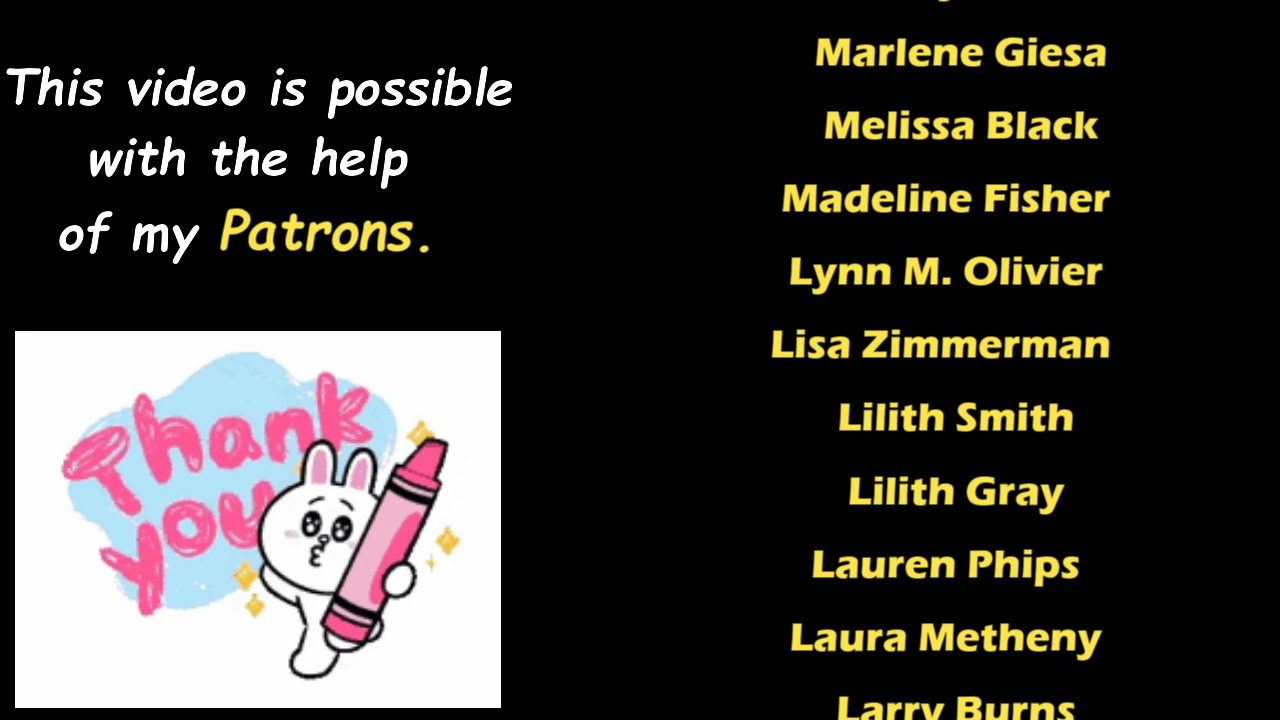 This video is possible
with the help
of my Patrons.
Thank
you
Marlene Giesa
Melissa Black
Madeline Fisher
Lynn M. Olivier
Lisa Zimmerman
Lilith Smith
Lilith Gray
Lauren Phips
Laura Metheny
Larry Burns